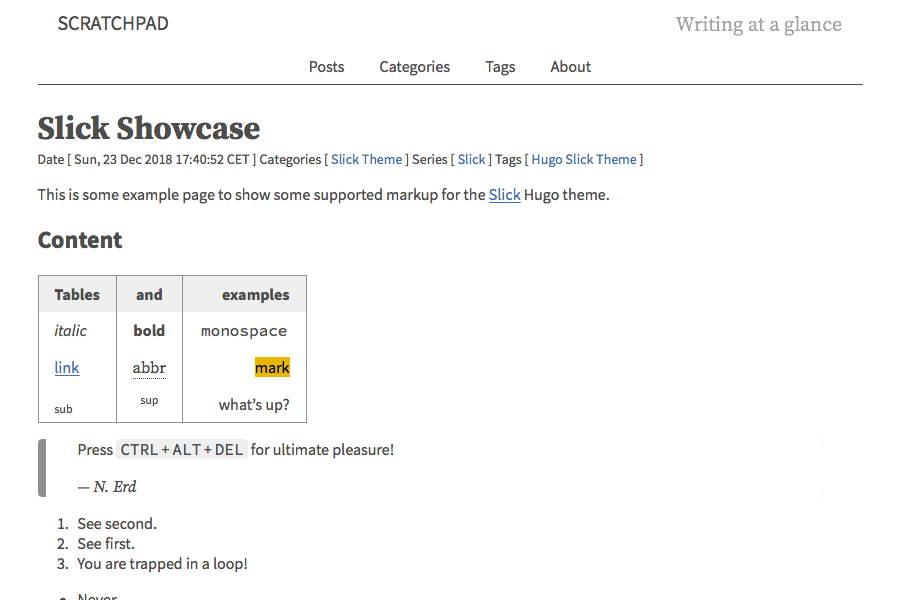 SCRATCHPAD Writing at a glance
Posts Categories Tags About
Slick Showcase
Date [ Sun, 23 Dec 2018 17:40:52 CET ] Categories [ Slick Theme ] Series [ Slick ] Tags [ Hugo Slick Theme ]
This is some example page to show some supported markup for the Slick Hugo theme.
Content
Tables and examples
italic bold monospace
link abbr mark
sub sup what’s up?
Press CTRL+ALT+DEL for ultimate pleasure!
— N. Erd
1. See second.
2. See first.
3. You are trapped in a loop!
• Never